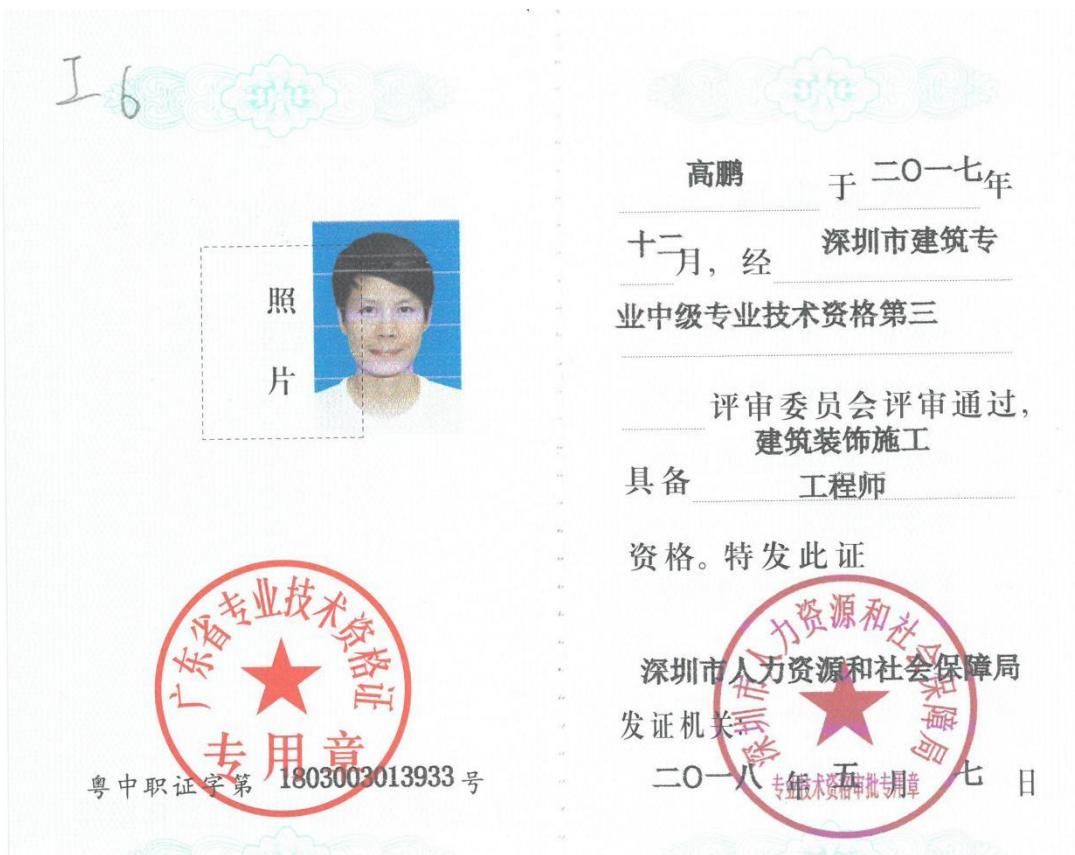 I6
照
片
广东省专业技术资格证
专用章
粤中职证字第 1803003013933 号
高鹏 于 二〇一七年
十二月，经 深圳市建筑专
业中级专业技术资格第三
评审委员会评审通过，
建筑装饰施工
具备 工程师
资格。特发此证
深圳市人力资源和社会保障局
深圳市人力资源和社会保障局
发证机关:
二〇一八 年 五 月 七 日
专业技术资格审批专用章